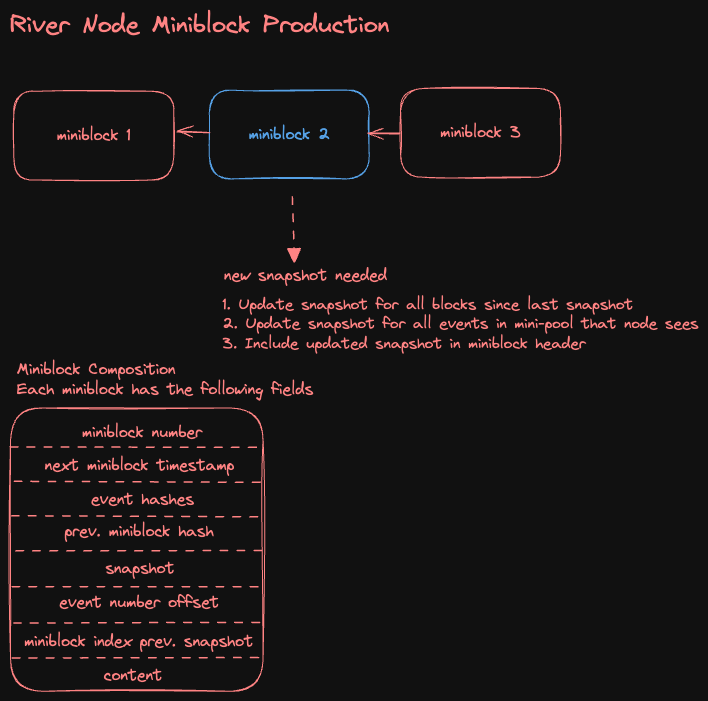 River Node Miniblock Production
miniblock 1
miniblock 2
miniblock 3
new snapshot needed
1. Update snapshot for all blocks since last snapshot
2. Update snapshot for all events in mini-pool that node sees
3. Include updated snapshot in miniblock header
Miniblock Composition
Each miniblock has the following fields
miniblock number
next miniblock timestamp
event hashes
prev. miniblock hash
snapshot
event number offset
miniblock index prev. snapshot
content